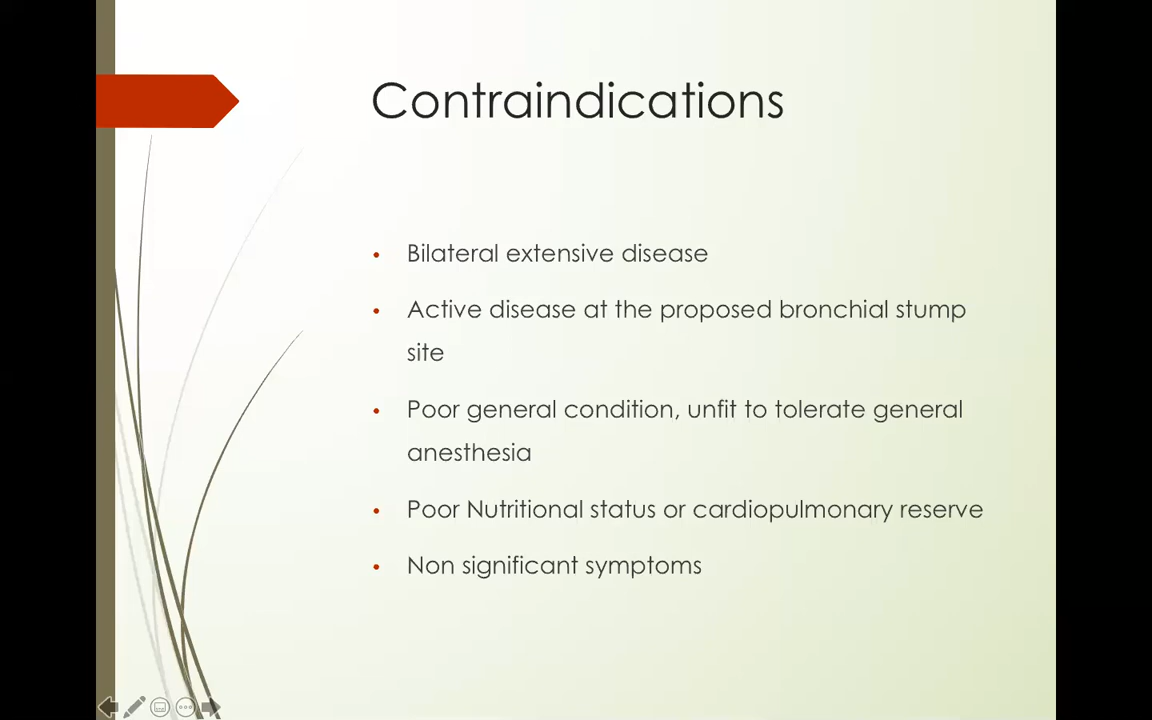 Contraindications
• Bilateral extensive disease
• Active disease at the proposed bronchial stump
site
• Poor general condition, unfit to tolerate general
anesthesia
• Poor Nutritional status or cardiopulmonary reserve
• Non significant symptoms